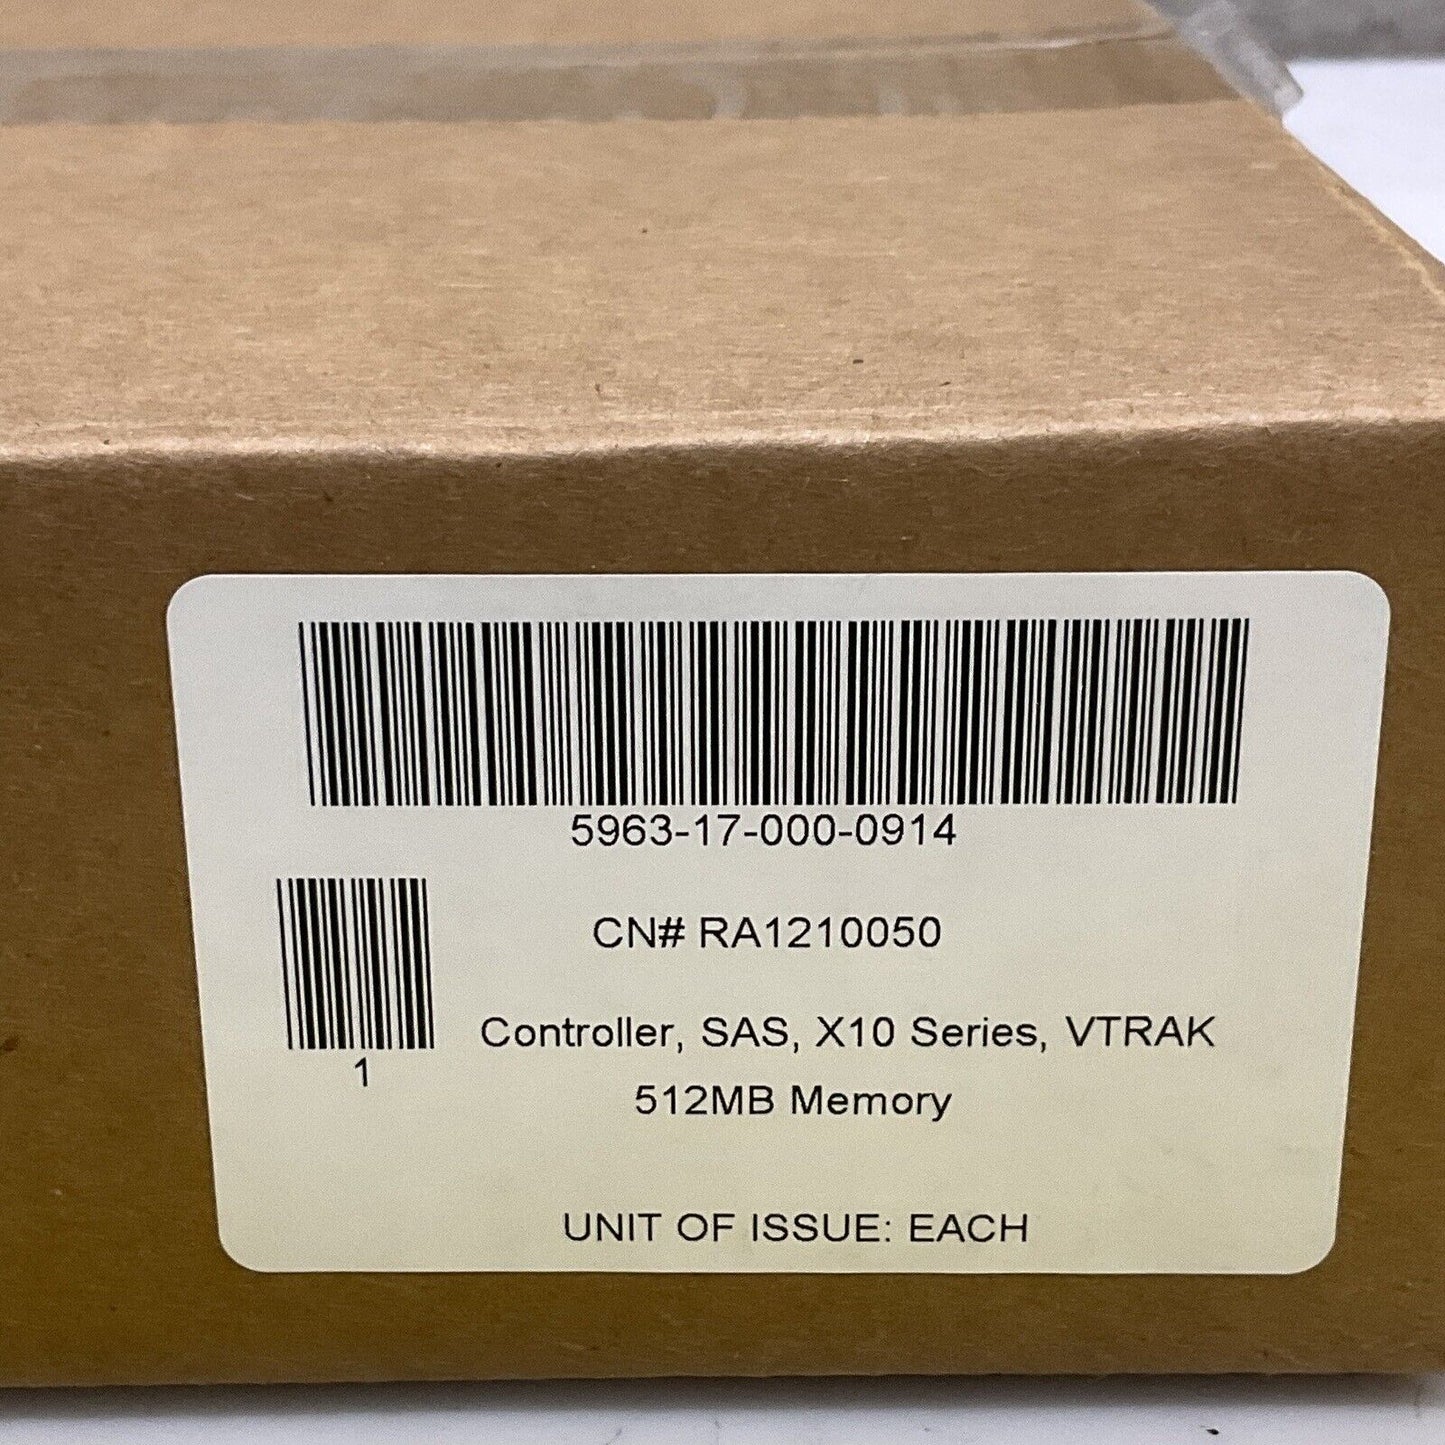 5963-17-000-0914
CN# RA1210050
1
Controller, SAS, X10 Series, VTRAK
512MB Memory
UNIT OF ISSUE: EACH